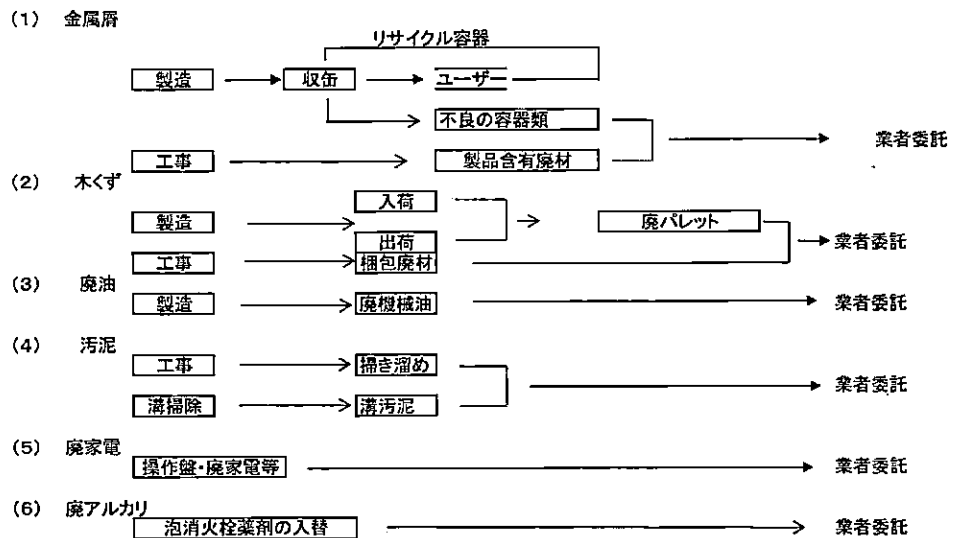 (1) 金属屑
リサイクル容器
製造 収缶 ユーザー
不良の容器類
業者委託
工事 製品含有廃材
(2) 木くず
入荷
製造 廃パレット
出荷
業者委託
工事 梱包廃材
(3) 廃油
製造 廃機械油 業者委託
(4) 汚泥
工事 掃き溜め
業者委託
溝掃除 溝汚泥
(5) 廃家電
操作盤・廃家電等 業者委託
(6) 廃アルカリ
泡消火栓薬剤の入替 業者委託